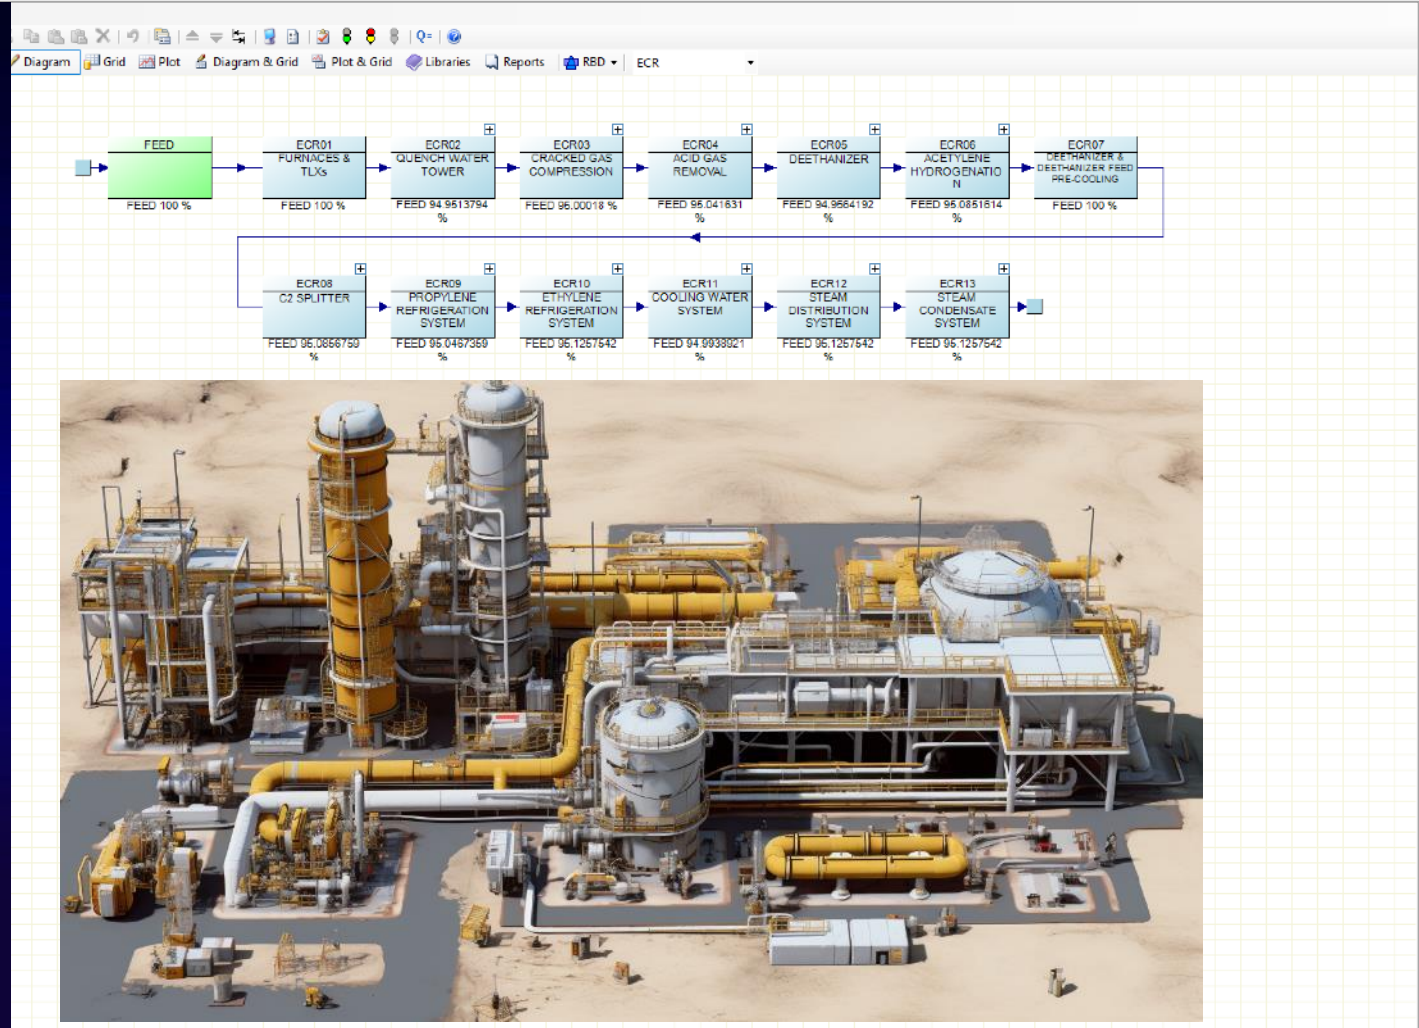 Diagram Grid Plot Diagram & Grid Plot & Grid Libraries Reports RBD ECR
FEED
FEED 100 %
ECR01
FURNACES &
TLXs
FEED 100 %
ECR02
QUENCH WATER
TOWER
FEED 94.9513794
%
ECR03
CRACKED GAS
COMPRESSION
FEED 95.00018 %
ECR04
ACID GAS
REMOVAL
FEED 95.041631
%
ECR05
DEETHANIZER
FEED 94.9564192
%
ECR06
ACETYLENE
HYDROGENATIO
N
FEED 95.0851614
%
ECR07
DEETHANIZER &
DEETHANIZER FEED
PRE-COOLING
FEED 100 %
ECR08
C2 SPLITTER
FEED 95.0856759
%
ECR09
PROPYLENE
REFRIGERATION
SYSTEM
FEED 95.0467359
%
ECR10
ETHYLENE
REFRIGERATION
SYSTEM
FEED 95.1257542
%
ECR11
COOLING WATER
SYSTEM
FEED 94.9938921
%
ECR12
STEAM
DISTRIBUTION
SYSTEM
FEED 95.1257542
%
ECR13
STEAM
CONDENSATE
SYSTEM
FEED 95.1257542
%